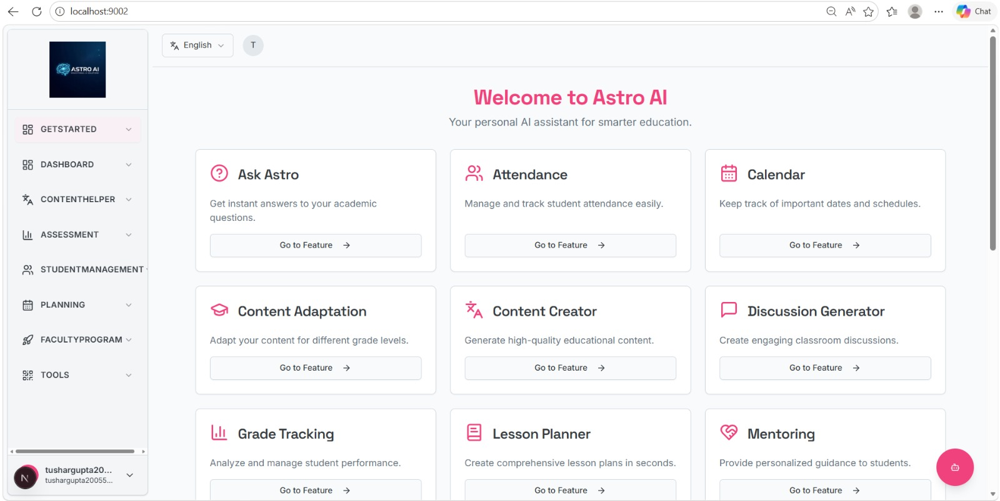 localhost:9002
Chat
ASTRO AI
EDUCATIONAL AI SOLUTIONS
English
T
GETSTARTED
DASHBOARD
CONTENTHELPER
ASSESSMENT
STUDENTMANAGEMENT
PLANNING
FACULTYPROGRAM
TOOLS
N
tushargupta20...
tushargupta20055...
Welcome to Astro AI
Your personal AI assistant for smarter education.
Ask Astro
Get instant answers to your academic
questions.
Go to Feature →
Attendance
Manage and track student attendance easily.
Go to Feature →
Calendar
Keep track of important dates and schedules.
Go to Feature →
Content Adaptation
Adapt your content for different grade levels.
Go to Feature →
Content Creator
Generate high-quality educational content.
Go to Feature →
Discussion Generator
Create engaging classroom discussions.
Go to Feature →
Grade Tracking
Analyze and manage student performance.
Go to Feature →
Lesson Planner
Create comprehensive lesson plans in seconds.
Go to Feature →
Mentoring
Provide personalized guidance to students.
Go to Feature →